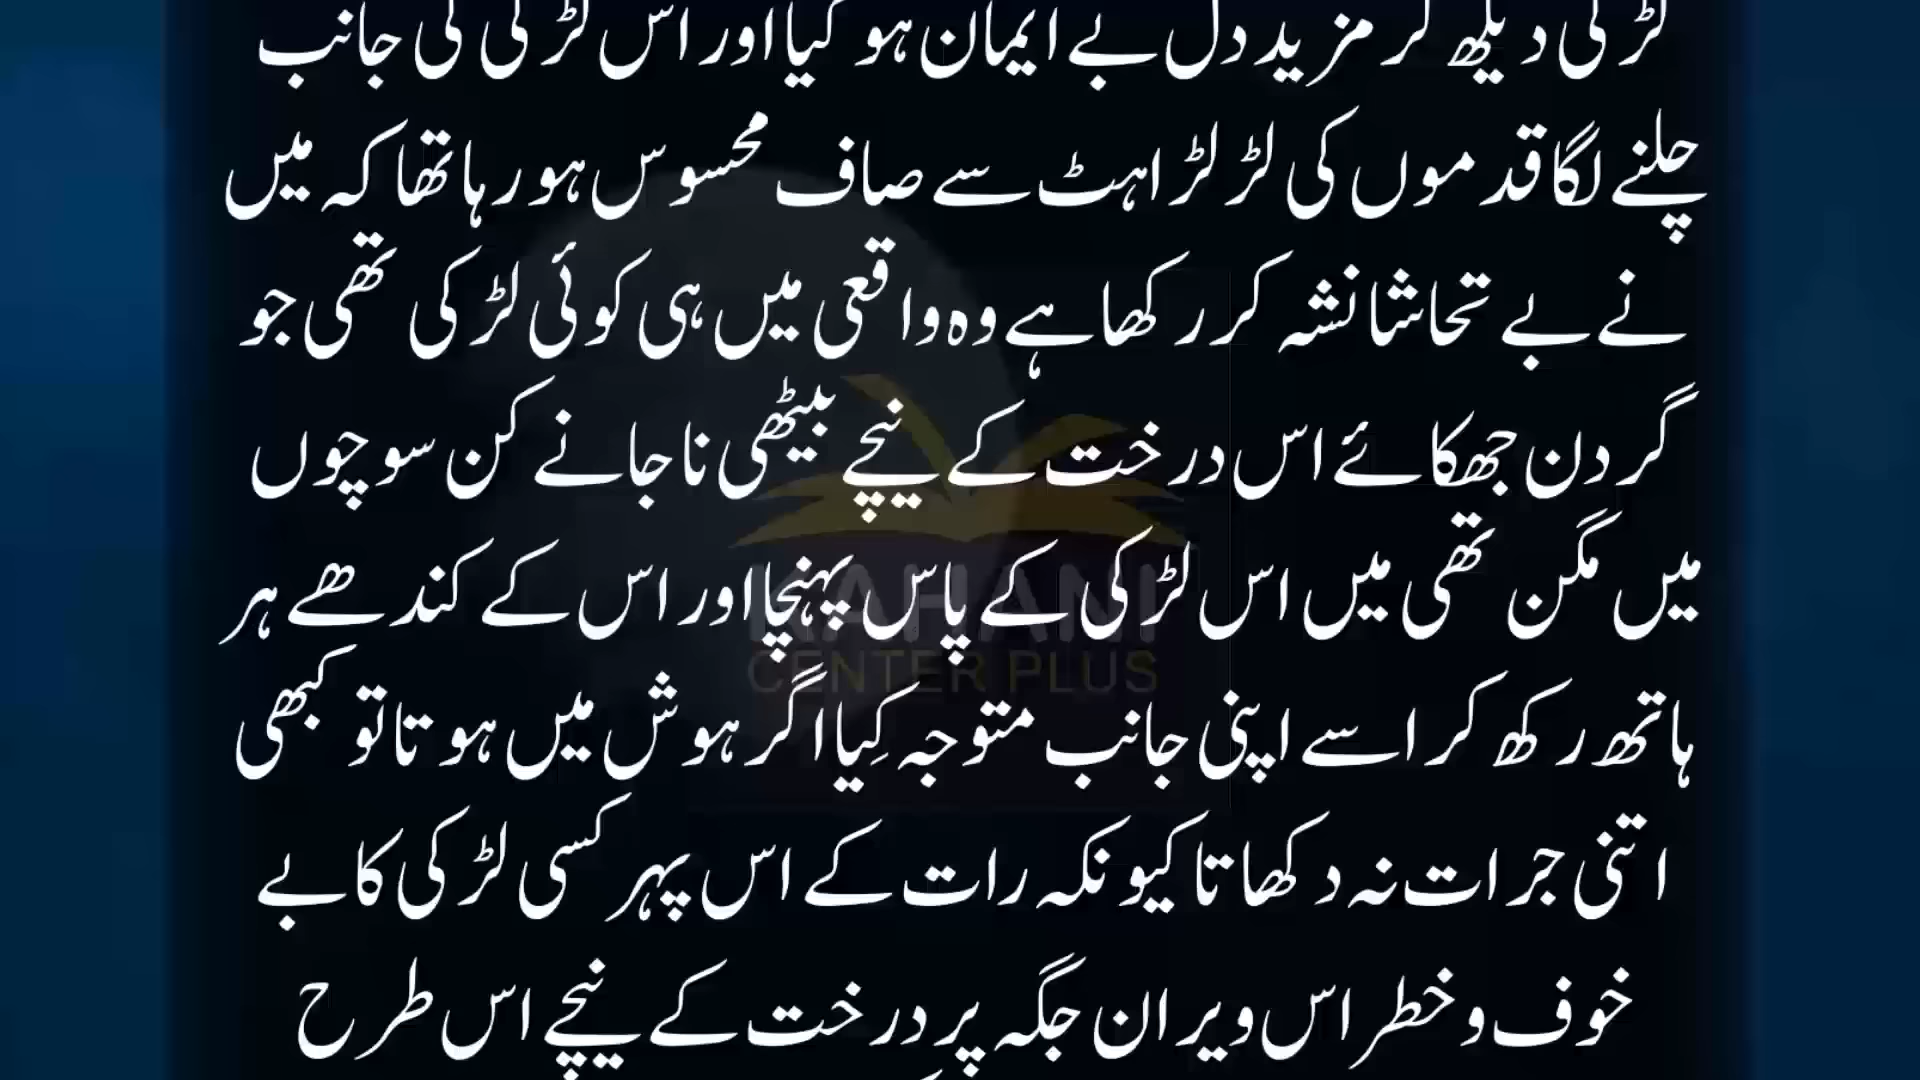 لڑکی دیکھ کر مزید دل بے ایمان ہو گیا اور اس لڑکی کی جانب
چلنے لگا قدموں کی لڑلڑاہٹ سے صاف محسوس ہو رہا تھا کہ میں
نے بے تحاشا نشہ کر رکھا ہے وہ واقعی میں ہی کوئی لڑکی تھی جو
گردن جھکائے اس درخت کے نیچے بیٹھی نا جانے کن سوچوں
میں مگن تھی میں اس لڑکی کے پاس پہنچا اور اس کے کندھے ہر
ہاتھ رکھ کر اسے اپنی جانب متوجہ کِیا اگر ہوش میں ہوتا تو کبھی
اتنی جرات نہ دکھاتا کیونکہ رات کے اس پہر کسی لڑکی کا بے
خوف و خطر اس ویران جگہ پر درخت کے نیچے اس طرح
KAHANI
CENTER PLUS